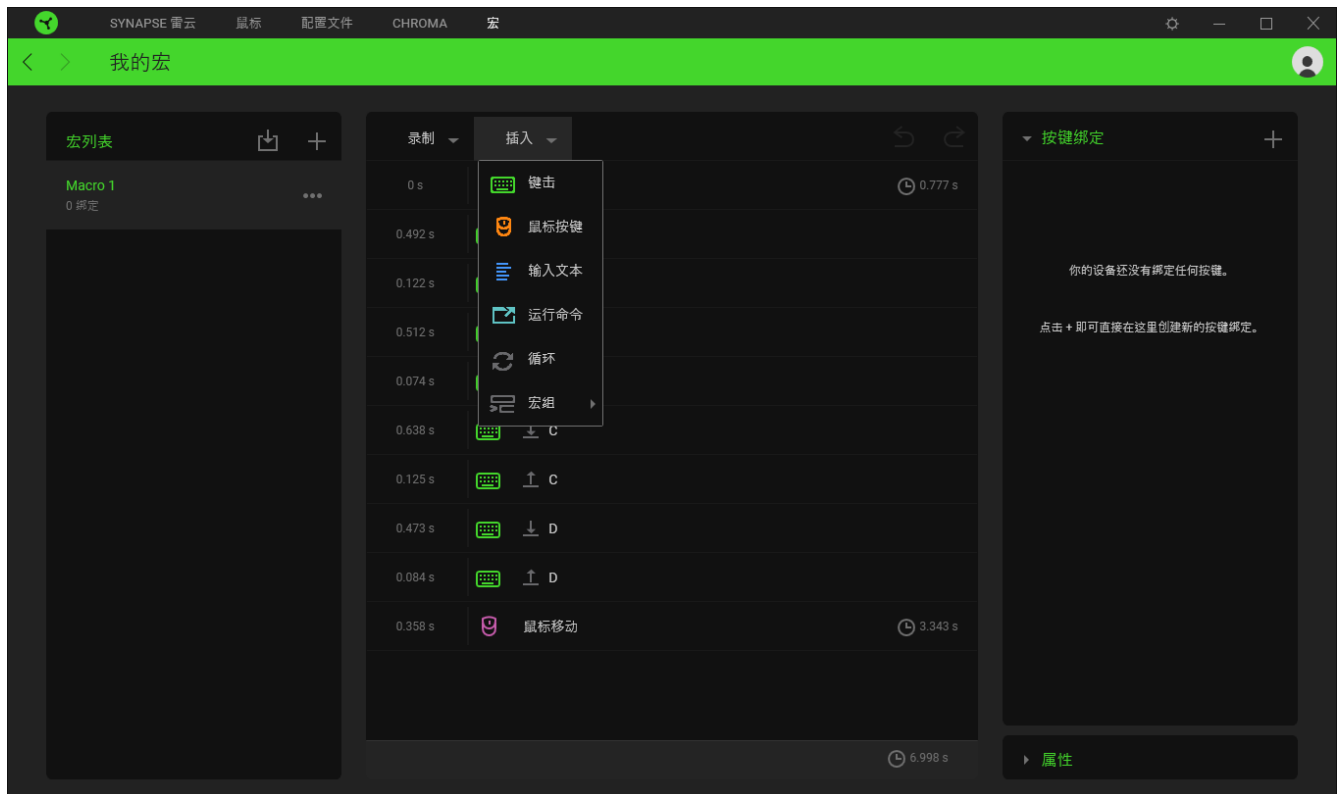 SYNAPSE 雷云 鼠标 配置文件 CHROMA 宏
我的宏
宏列表
Macro 1
0 绑定
录制 插入
0 s 0.777 s
键击
0.492 s
鼠标按键
0.122 s
输入文本
0.512 s
运行命令
0.074 s
循环
宏组
0.638 s C
0.125 s C
0.473 s D
0.084 s D
0.358 s 鼠标移动 3.343 s
6.998 s
按键绑定
你的设备还没有绑定任何按键。
点击 + 即可直接在这里创建新的按键绑定。
属性